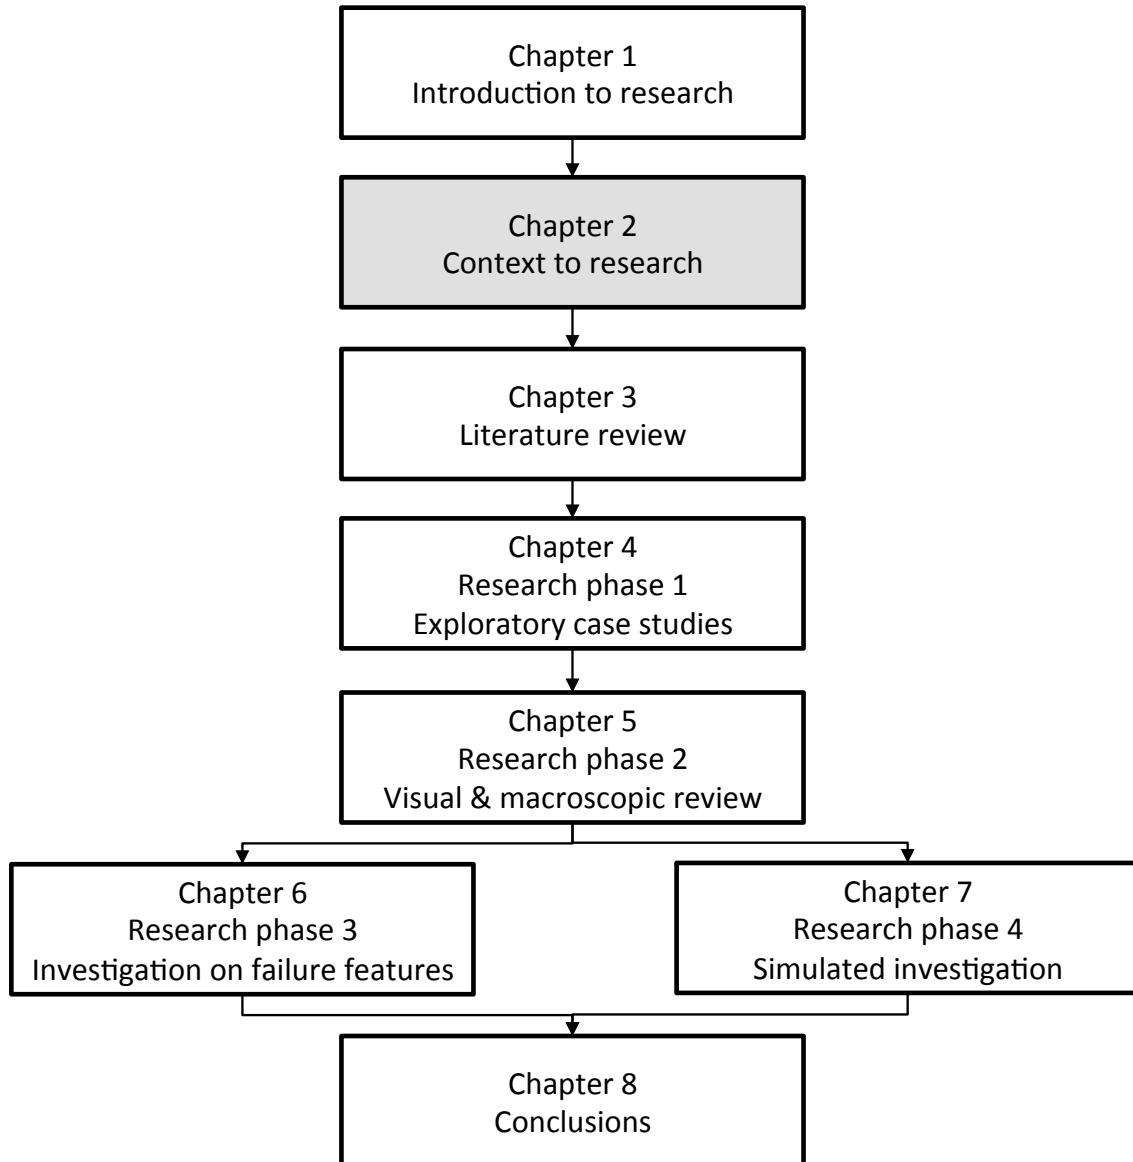 Chapter 1
Introduction to research
Chapter 2
Context to research
Chapter 3
Literature review
Chapter 4
Research phase 1
Exploratory case studies
Chapter 5
Research phase 2
Visual & macroscopic review
Chapter 6
Research phase 3
Investigation on failure features
Chapter 7
Research phase 4
Simulated investigation
Chapter 8
Conclusions